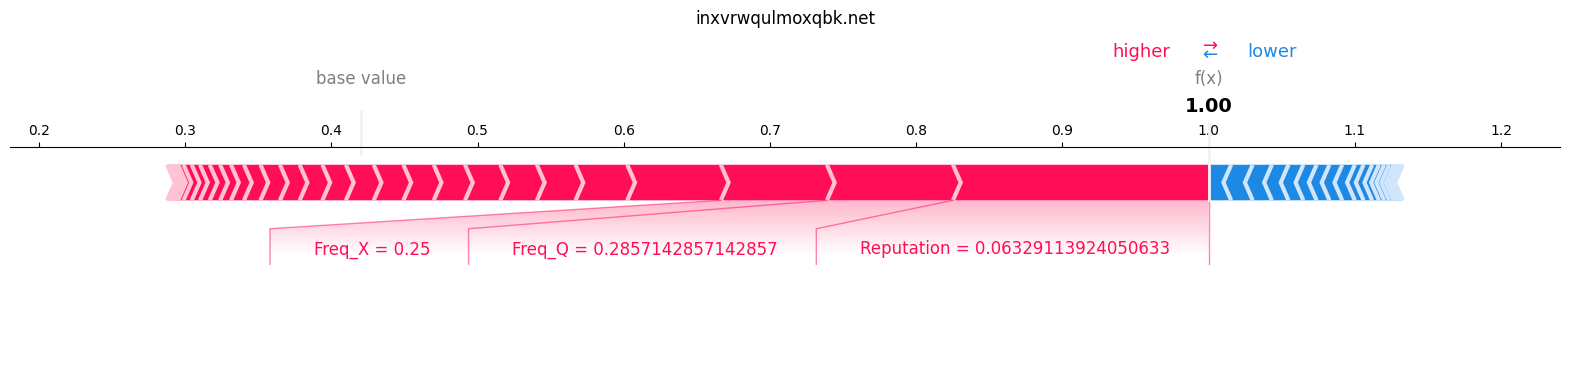 inxvrwqulmoxqbk.net
higher ⇄ lower
base value f(x)
1.00
0.2 0.3 0.4 0.5 0.6 0.7 0.8 0.9 1.0 1.1 1.2
Freq_X = 0.25 Freq_Q = 0.2857142857142857 Reputation = 0.06329113924050633